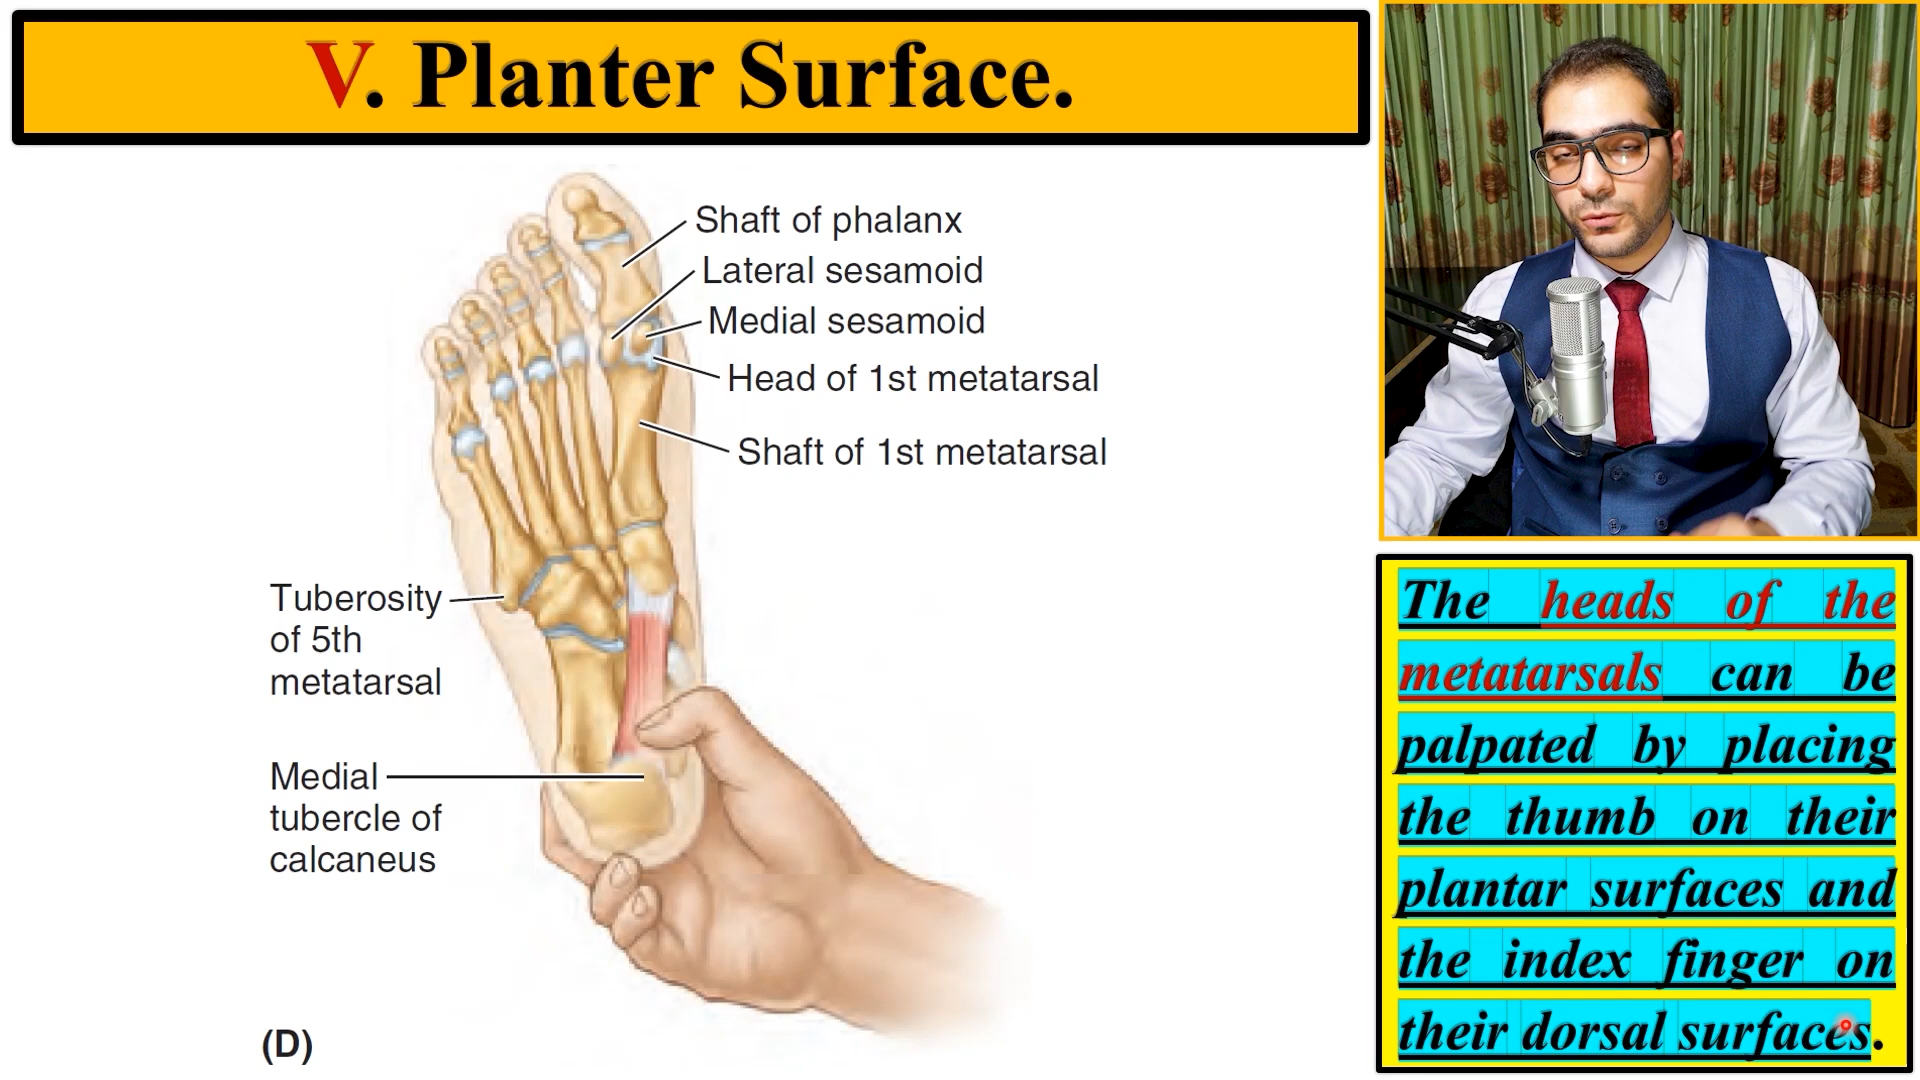 V. Planter Surface.
Shaft of phalanx
Lateral sesamoid
Medial sesamoid
Head of 1st metatarsal
Shaft of 1st metatarsal
Tuberosity
of 5th
metatarsal
Medial
tubercle of
calcaneus
(D)
The heads of the
metatarsals can be
palpated by placing
the thumb on their
plantar surfaces and
the index finger on
their dorsal surfaces.